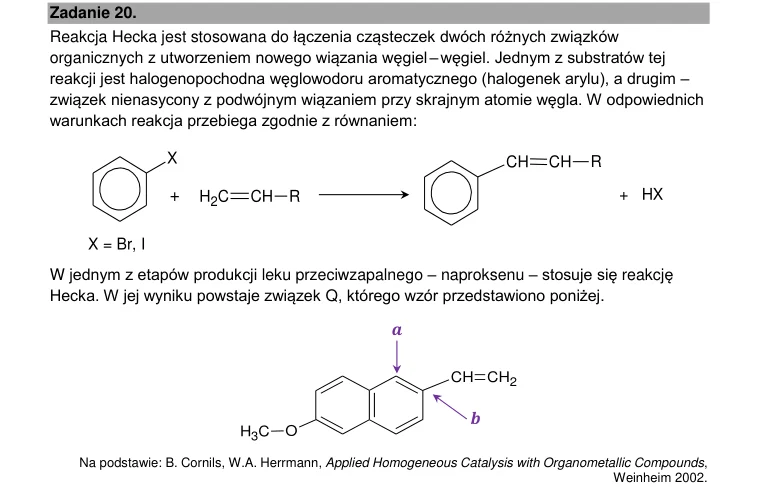 Zadanie 20.
Reakcja Hecka jest stosowana do łączenia cząsteczek dwóch różnych związków
organicznych z utworzeniem nowego wiązania węgiel–węgiel. Jednym z substratów tej
reakcji jest halogenopochodna węglowodoru aromatycznego (halogenek arylu), a drugim –
związek nienasycony z podwójnym wiązaniem przy skrajnym atomie węgla. W odpowiednich
warunkach reakcja przebiega zgodnie z równaniem:
X + H₂C=CH–R CH=CH–R + HX
X = Br, I
W jednym z etapów produkcji leku przeciwzapalnego – naproksenu – stosuje się reakcję
Hecka. W jej wyniku powstaje związek Q, którego wzór przedstawiono poniżej.
a
CH=CH₂
b
H₃C–O
Na podstawie: B. Cornils, W.A. Herrmann, Applied Homogeneous Catalysis with Organometallic Compounds,
Weinheim 2002.